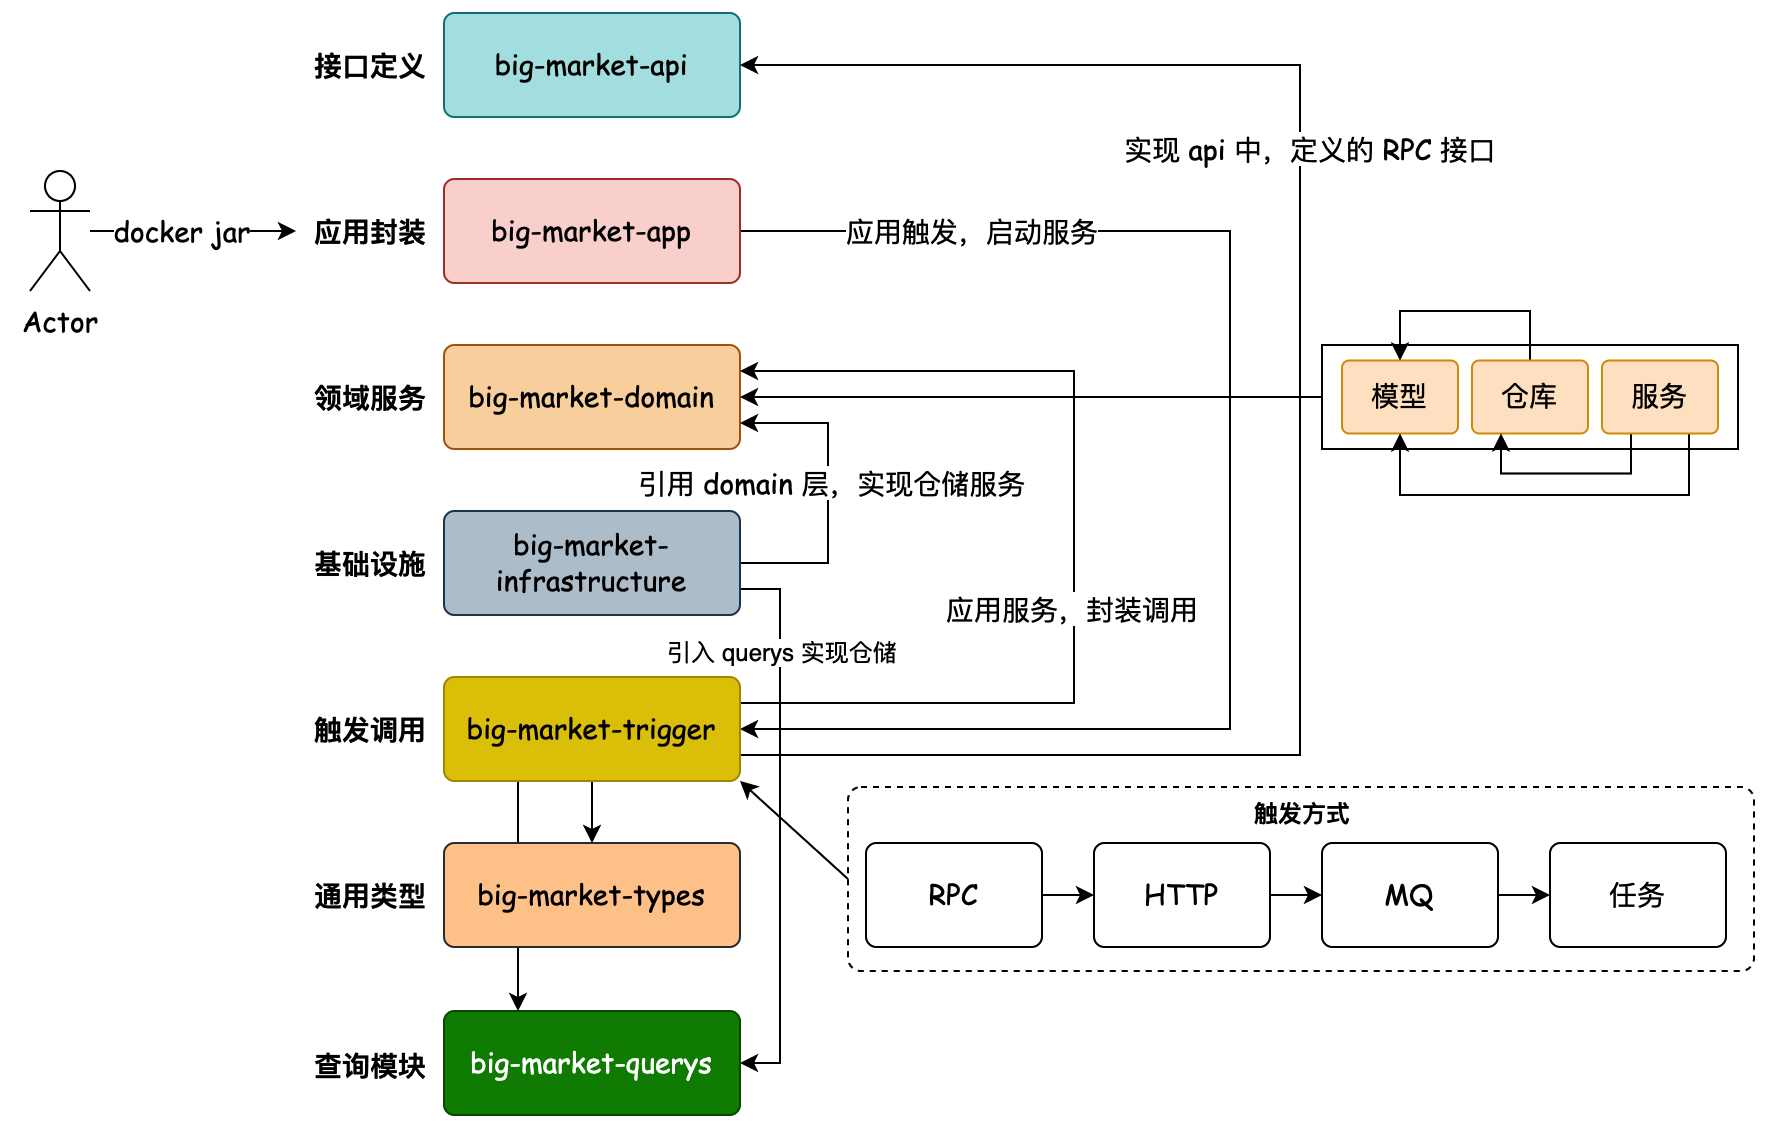 接口定义
big-market-api
实现 api 中，定义的 RPC 接口
docker jar
Actor
应用封装
big-market-app
应用触发，启动服务
领域服务
big-market-domain
模型
仓库
服务
引用 domain 层，实现仓储服务
基础设施
big-market-
infrastructure
应用服务，封装调用
引入 querys 实现仓储
触发调用
big-market-trigger
触发方式
RPC
HTTP
MQ
任务
通用类型
big-market-types
查询模块
big-market-querys